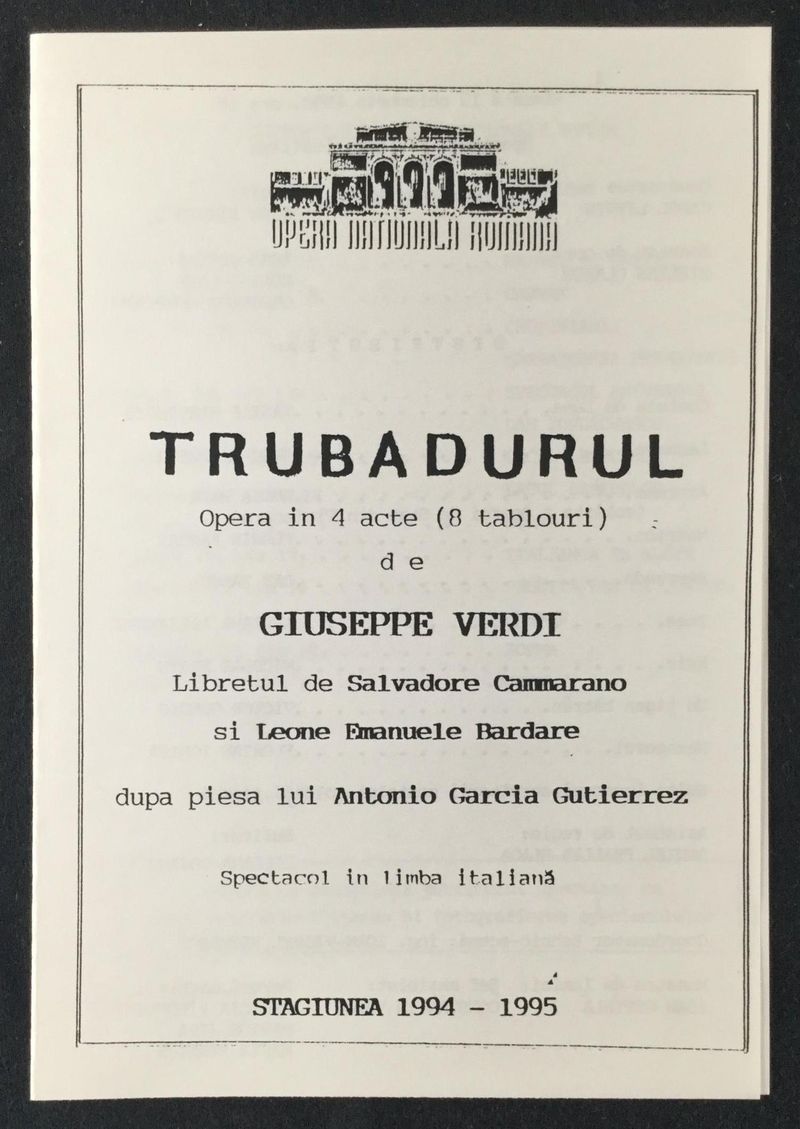 OPERA NATIONALA ROMANA
TRUBADURUL
Opera in 4 acte (8 tablouri)
de
GIUSEPPE VERDI
Libretul de Salvadore Cammarano
si Leone Emanuele Bardare
dupa piesa lui Antonio Garcia Gutierrez
Spectacol in limba italiană
STAGIUNEA 1994 - 1995